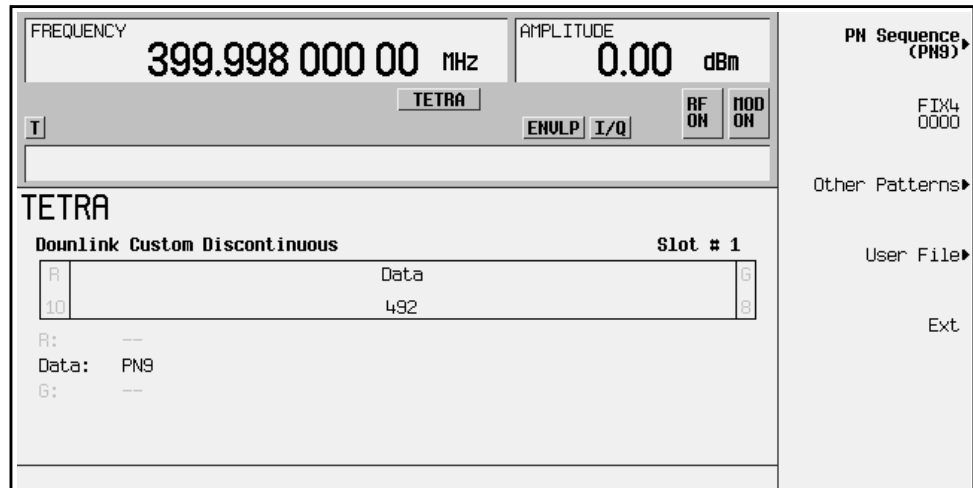 FREQUENCY
399.998 000 00 MHz
AMPLITUDE
0.00 dBm
TETRA
RF ON
MOD ON
T
ENVLP
I/Q
TETRA
Downlink Custom Discontinuous
Slot # 1
R
Data
G
10
492
8
R: --
Data: PN9
G: --
PN Sequence
(PN9)
FIX4
0000
Other Patterns
User File
Ext